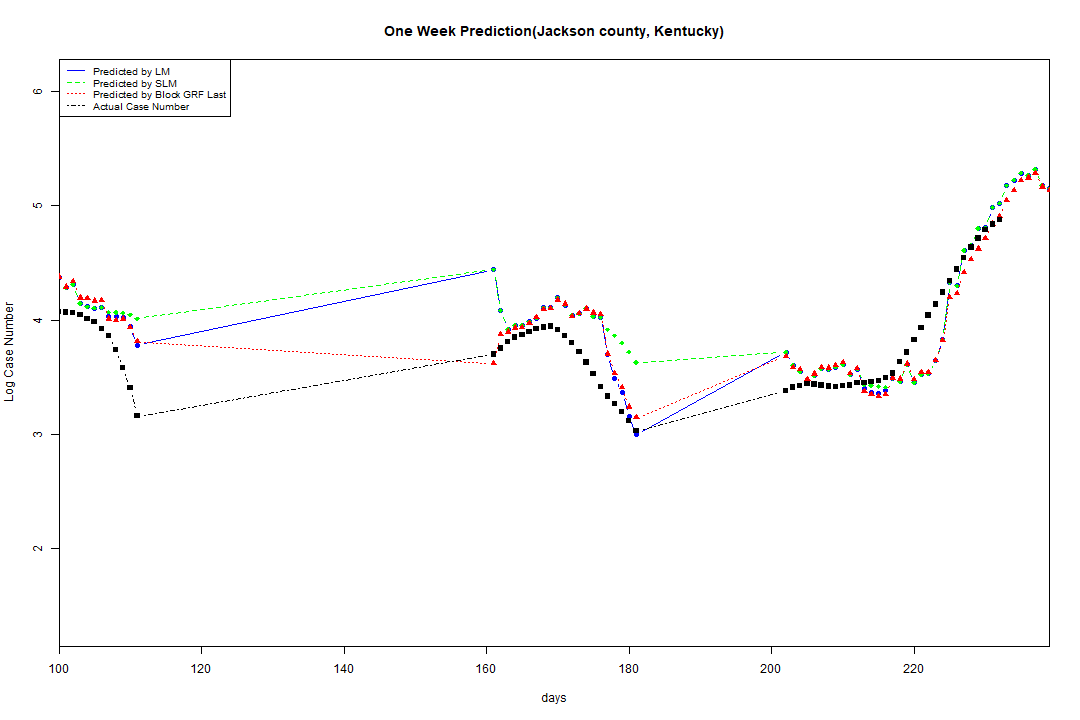 One Week Prediction(Jackson county, Kentucky)
Predicted by LM
Predicted by SLM
Predicted by Block GRF Last
Actual Case Number
6
5
4
3
2
Log Case Number
100 120 140 160 180 200 220
days